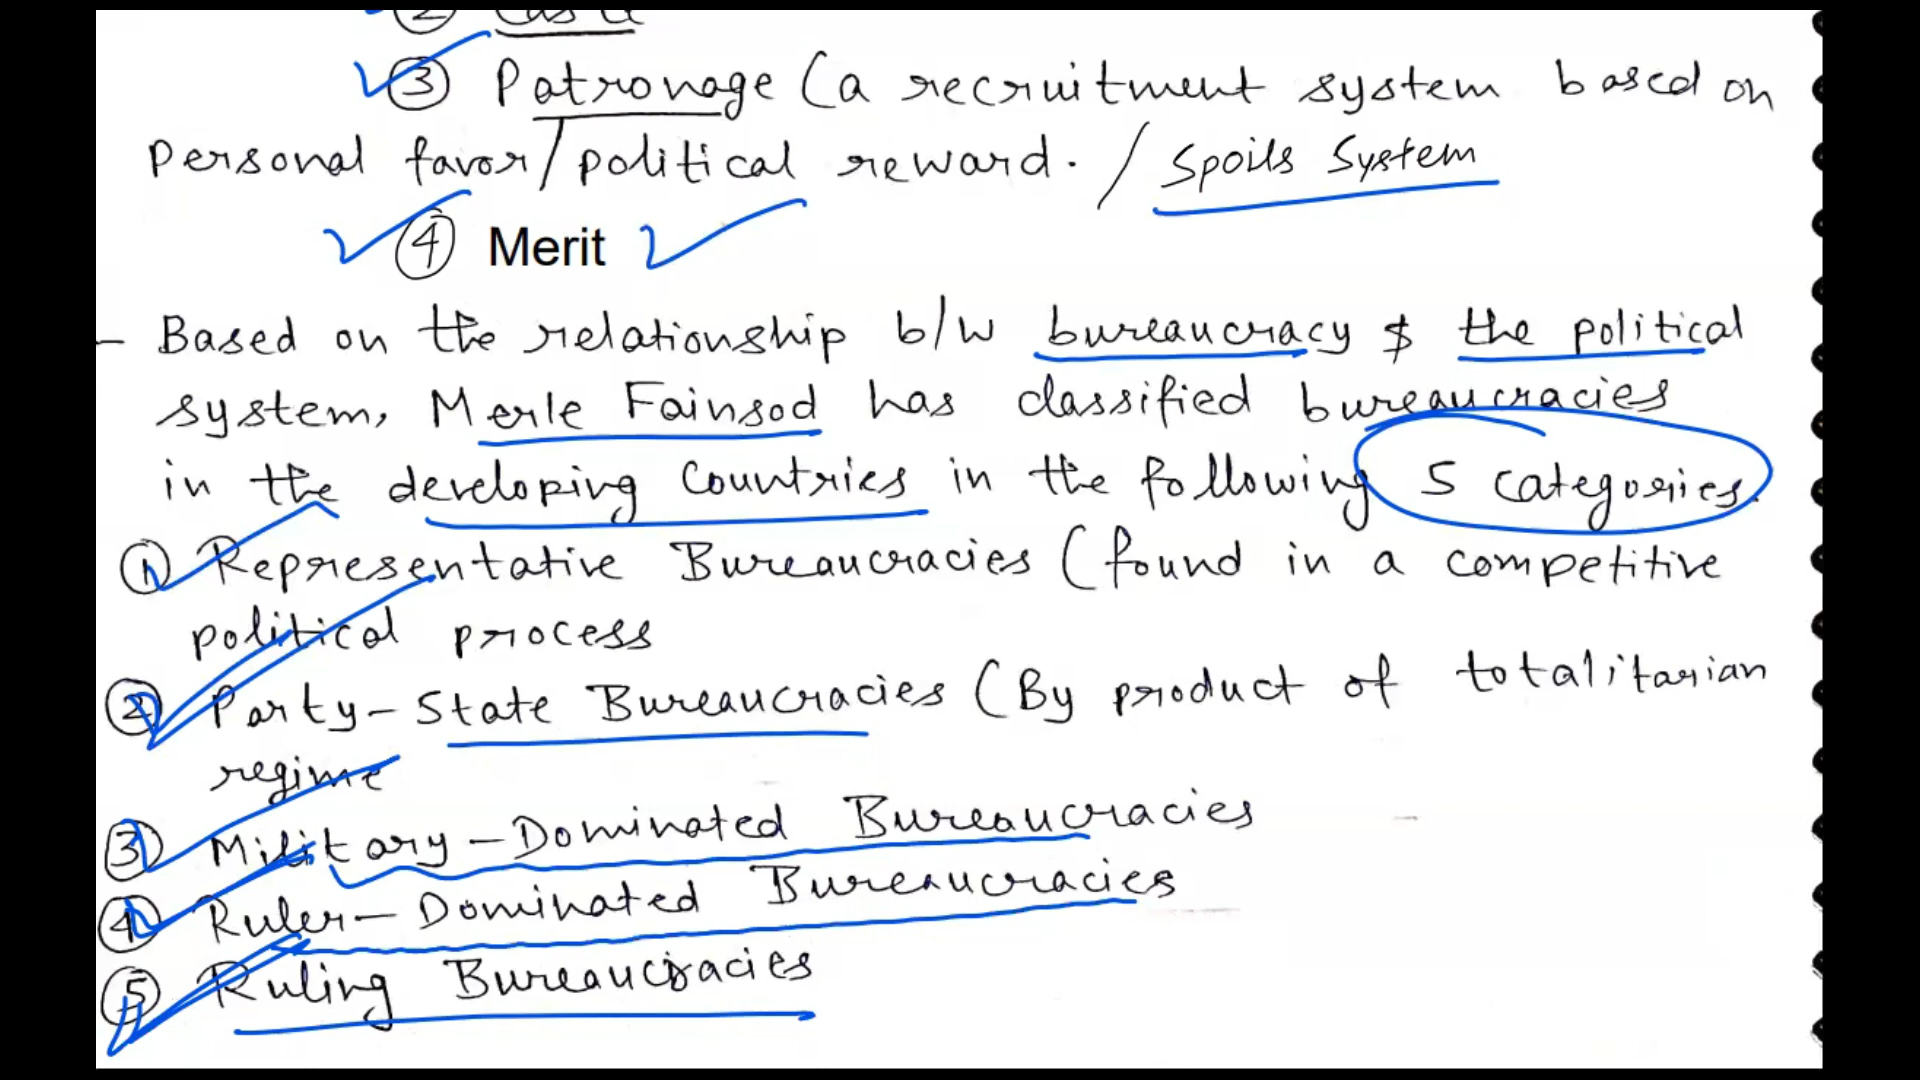 ② Caste
③ Patronage (a recruitment system based on
Personal favor/political reward. / Spoils System
④ Merit
- Based on the relationship b/w bureaucracy & the political
system, Merle Fainsod has classified bureaucracies
in the developing Countries in the following 5 categories.
① Representative Bureaucracies (found in a competitive
political process
② Party-State Bureaucracies (By product of totalitarian
regime
③ Military-Dominated Bureaucracies
④ Ruler-Dominated Bureaucracies
⑤ Ruling Bureaucracies